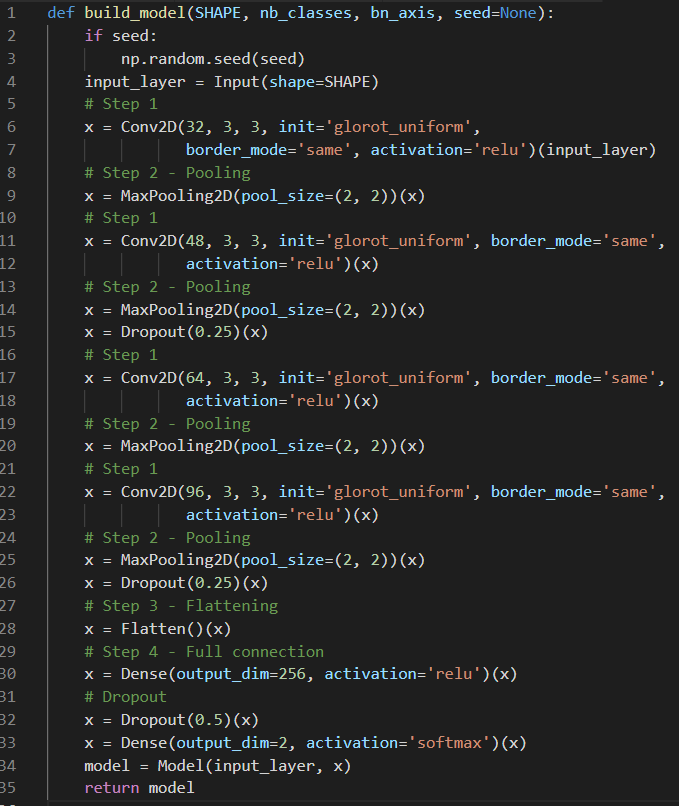 1 def build_model(SHAPE, nb_classes, bn_axis, seed=None):
2     if seed:
3         np.random.seed(seed)
4     input_layer = Input(shape=SHAPE)
5     # Step 1
6     x = Conv2D(32, 3, 3, init='glorot_uniform',
7                border_mode='same', activation='relu')(input_layer)
8     # Step 2 - Pooling
9     x = MaxPooling2D(pool_size=(2, 2))(x)
10     # Step 1
11     x = Conv2D(48, 3, 3, init='glorot_uniform', border_mode='same',
12                activation='relu')(x)
13     # Step 2 - Pooling
14     x = MaxPooling2D(pool_size=(2, 2))(x)
15     x = Dropout(0.25)(x)
16     # Step 1
17     x = Conv2D(64, 3, 3, init='glorot_uniform', border_mode='same',
18                activation='relu')(x)
19     # Step 2 - Pooling
20     x = MaxPooling2D(pool_size=(2, 2))(x)
21     # Step 1
22     x = Conv2D(96, 3, 3, init='glorot_uniform', border_mode='same',
23                activation='relu')(x)
24     # Step 2 - Pooling
25     x = MaxPooling2D(pool_size=(2, 2))(x)
26     x = Dropout(0.25)(x)
27     # Step 3 - Flattening
28     x = Flatten()(x)
29     # Step 4 - Full connection
30     x = Dense(output_dim=256, activation='relu')(x)
31     # Dropout
32     x = Dropout(0.5)(x)
33     x = Dense(output_dim=2, activation='softmax')(x)
34     model = Model(input_layer, x)
35     return model